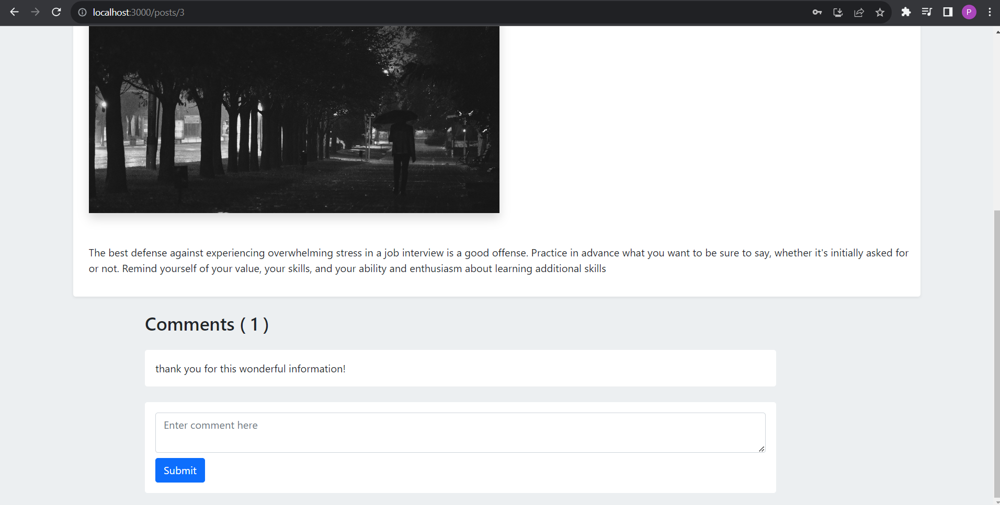 localhost:3000/posts/3
P
The best defense against experiencing overwhelming stress in a job interview is a good offense. Practice in advance what you want to be sure to say, whether it's initially asked for
or not. Remind yourself of your value, your skills, and your ability and enthusiasm about learning additional skills
Comments ( 1 )
thank you for this wonderful information!
Enter comment here
Submit